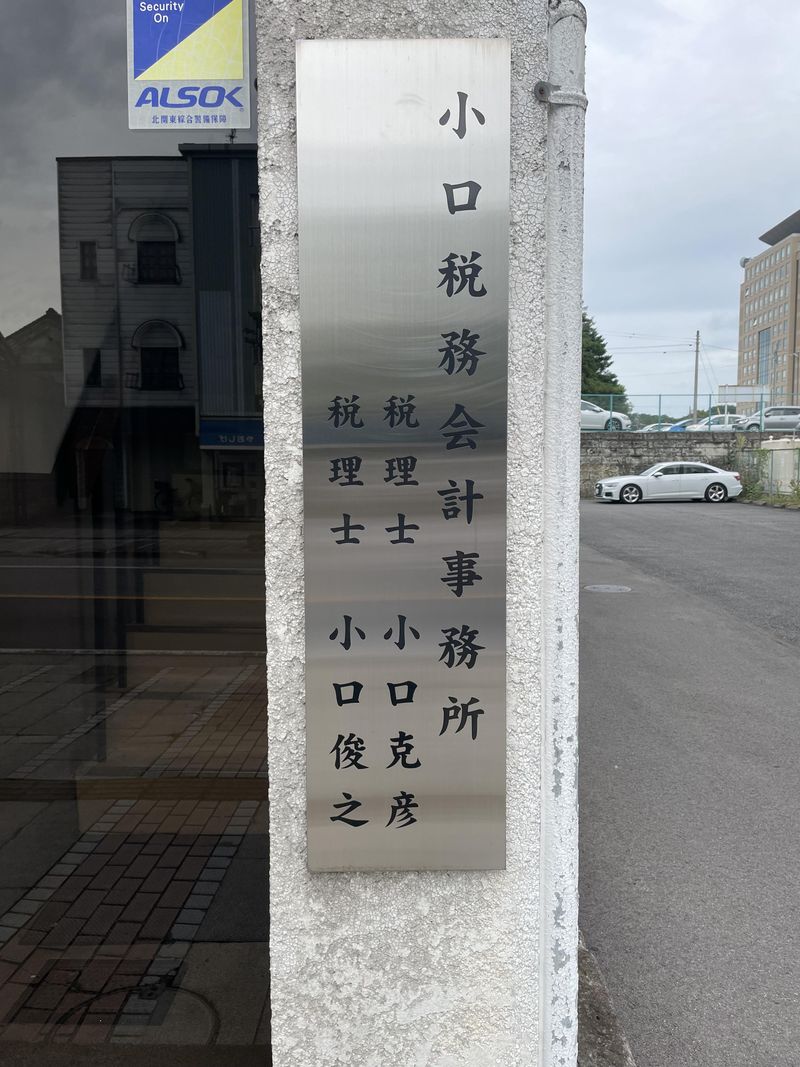 Security
On
ALSOK
北関東綜合警備保障
小口税務会計事務所
税理士 小口克彦
税理士 小口俊之